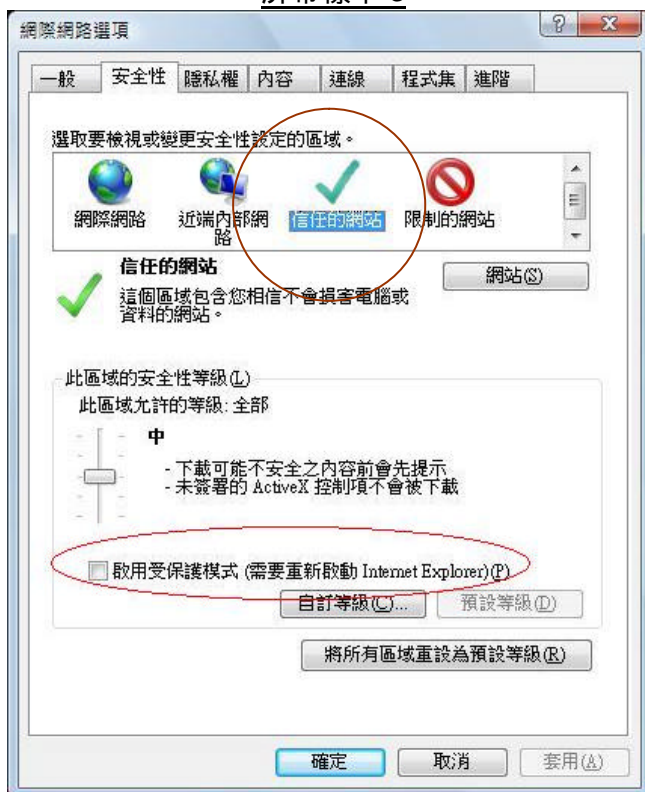 網際網路選項
一般 安全性 隱私權 內容 連線 程式集 進階
選取要檢視或變更安全性設定的區域。
網際網路 近端內部網路 信任的網站 限制的網站
信任的網站
網站(S)
這個區域包含您相信不會損害電腦或
資料的網站。
此區域的安全性等級(L)
此區域允許的等級: 全部
中
- 下載可能不安全之內容前會先提示
- 未簽署的 ActiveX 控制項不會被下載
啟用受保護模式 (需要重新啟動 Internet Explorer)(P)
自訂等級(C)... 預設等級(D)
將所有區域重設為預設等級(R)
確定 取消 套用(A)